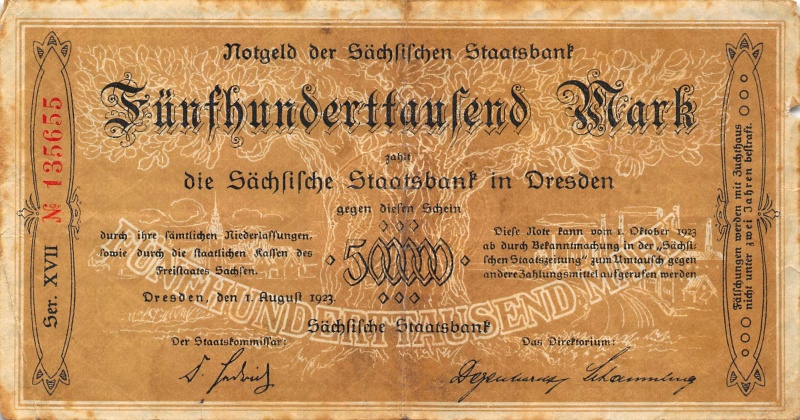 Notgeld der Sächsischen Staatsbank
Fünfhunderttausend Mark
zahlt
die Sächsische Staatsbank in Dresden
gegen diesen Schein
durch ihre sämtlichen Niederlassungen,
sowie durch die staatlichen Kassen des
Freistaates Sachsen.
500000
Diese Note kann vom 1. Oktober 1923
ab durch Bekanntmachung in der „Sächsi-
schen Staatszeitung" zum Umtausch gegen
andere Zahlungsmittel aufgerufen werden
Dresden, den 1. August 1923.
Sächsische Staatsbank
Der Staatskommissar:
Das Direktorium:
Degenhardt
FÜNFHUNDERTTAUSEND M
Ser. XVII № 135655
Fälschungen werden mit Zuchthaus
nicht unter zwei Jahren bestraft.